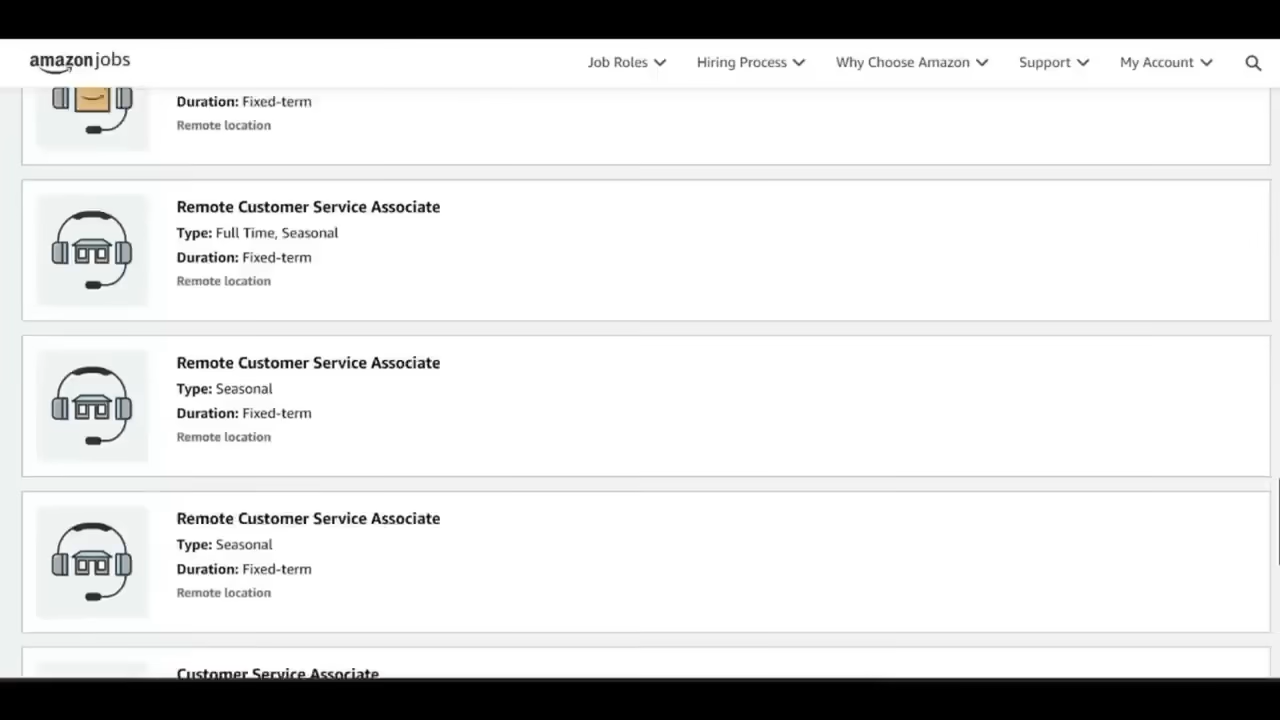 amazon jobs
Job Roles
Hiring Process
Why Choose Amazon
Support
My Account
Duration: Fixed-term
Remote location
Remote Customer Service Associate
Type: Full Time, Seasonal
Duration: Fixed-term
Remote location
Remote Customer Service Associate
Type: Seasonal
Duration: Fixed-term
Remote location
Remote Customer Service Associate
Type: Seasonal
Duration: Fixed-term
Remote location
Customer Service Associate